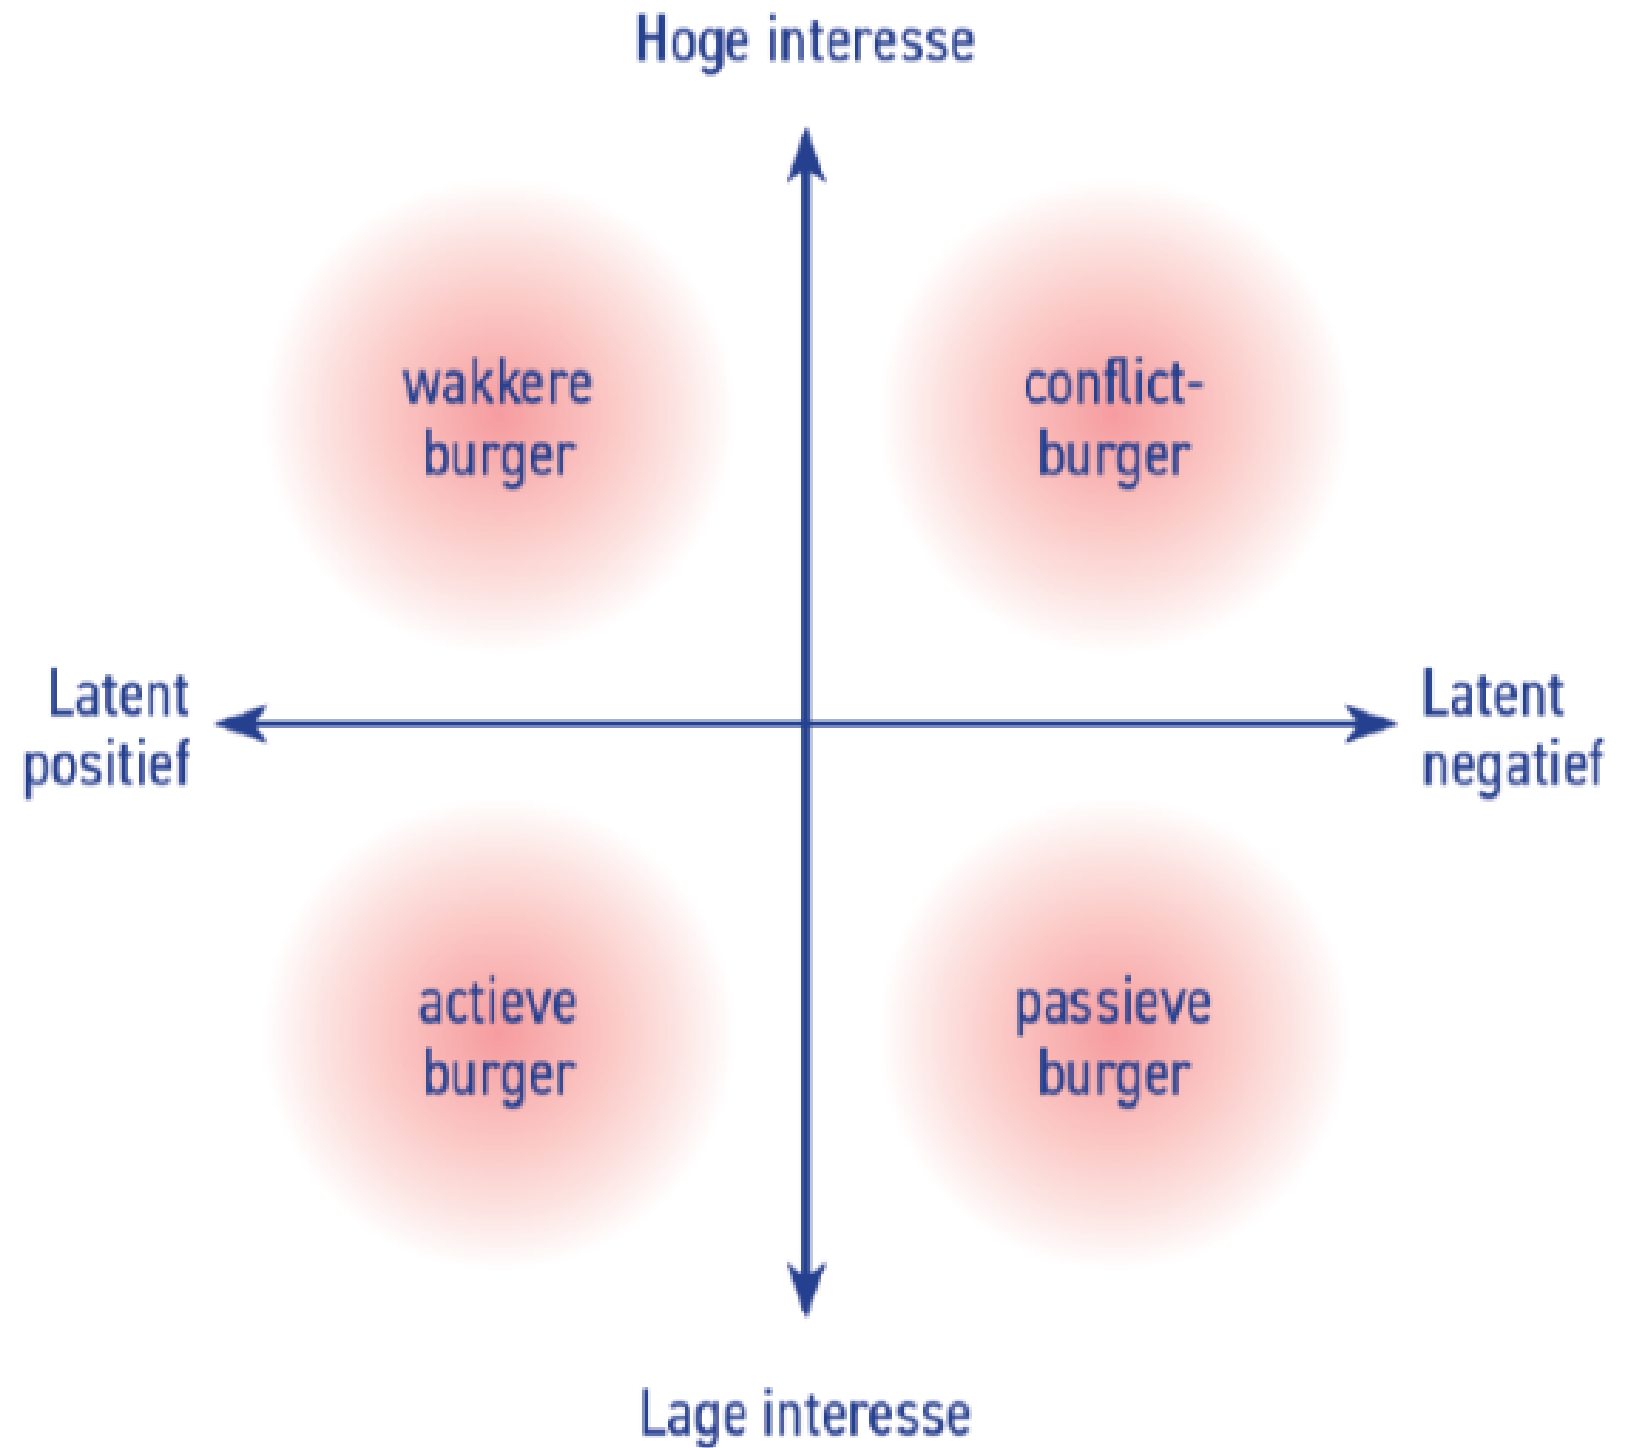 Hoge interesse
wakkere
burger
conflict-
burger
Latent
positief
Latent
negatief
actieve
burger
passieve
burger
Lage interesse